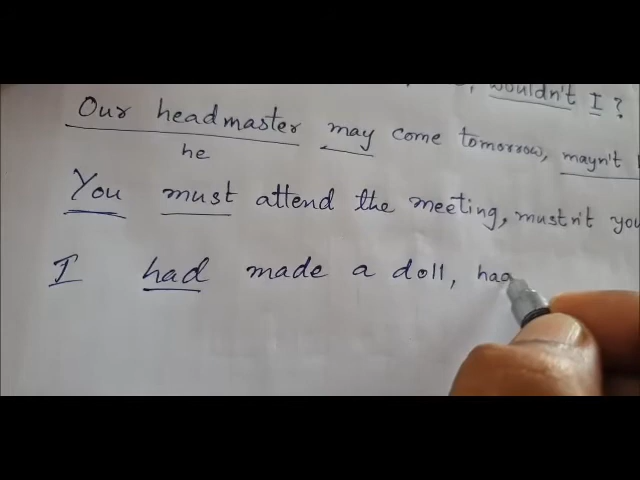 wouldn't I?
Our headmaster may come tomorrow, mayn't
he
You must attend the meeting, mustn't you
I had made a doll, had